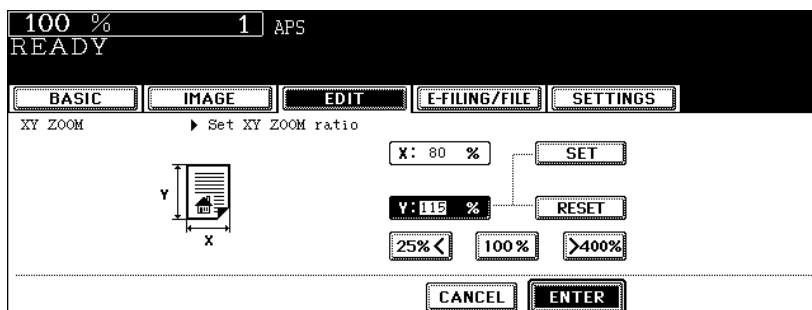 100 % 1 APS
READY
BASIC IMAGE EDIT E-FILING/FILE SETTINGS
XY ZOOM ▶ Set XY ZOOM ratio
X: 80 % SET
Y
Y:115 % RESET
X
25%< 100% >400%
CANCEL ENTER